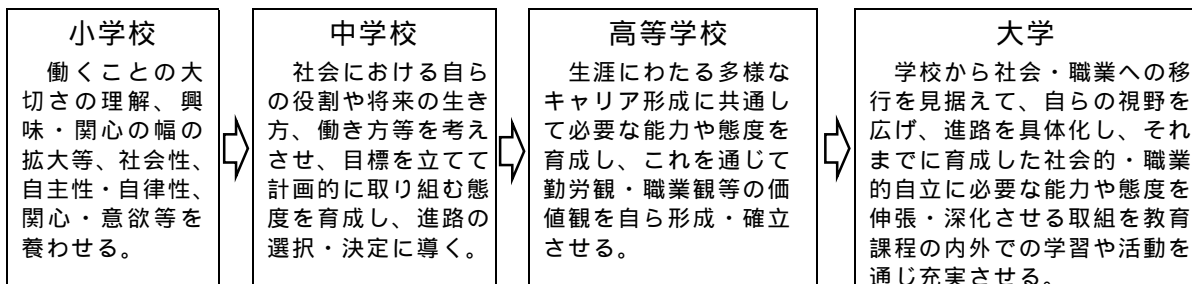 小学校
働くことの大
切さの理解、興
味・関心の幅の
拡大等、社会性、
自主性・自律性、
関心・意欲等を
養わせる。
中学校
社会における自ら
の役割や将来の生き
方、働き方等を考え
させ、目標を立てて
計画的に取り組む態
度を育成し、進路の
選択・決定に導く。
高等学校
生涯にわたる多様な
キャリア形成に共通し
て必要な能力や態度を
育成し、これを通じて
勤労観・職業観等の価
値観を自ら形成・確立
させる。
大学
学校から社会・職業への移
行を見据えて、自らの視野を
広げ、進路を具体化し、それ
までに育成した社会的・職業
的自立に必要な能力や態度を
伸張・深化させる取組を教育
課程の内外での学習や活動を
通じ充実させる。